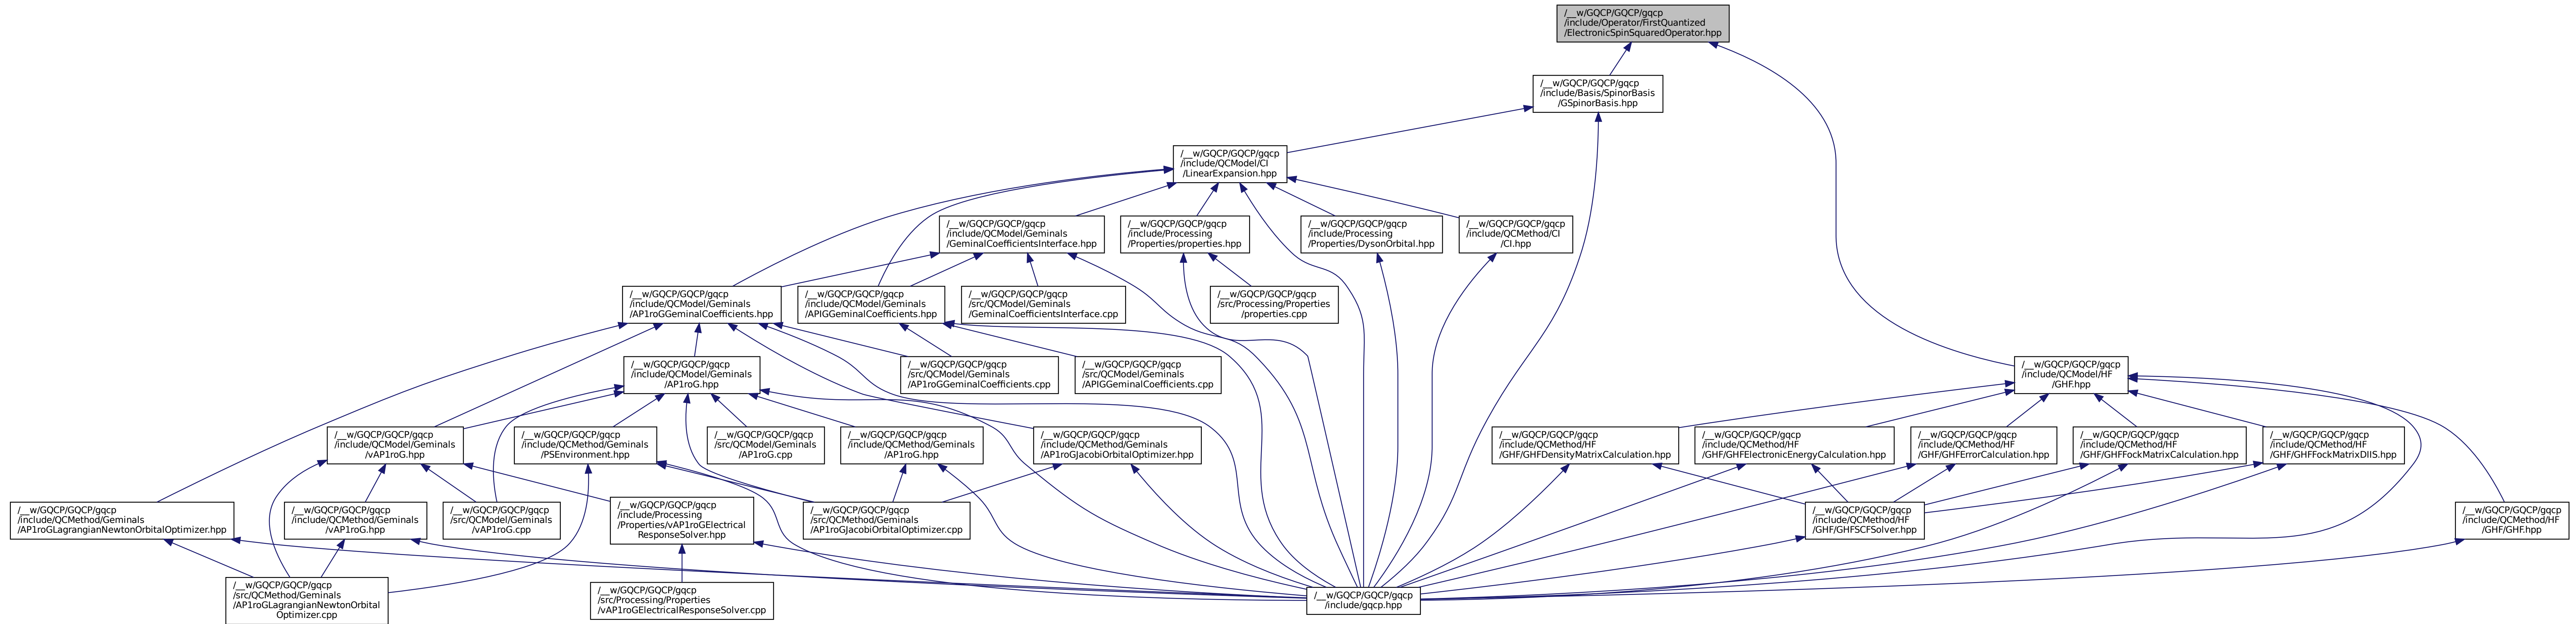 /__w/GQCP/GQCP/gqcp
/include/Operator/FirstQuantized
/ElectronicSpinSquaredOperator.hpp
/__w/GQCP/GQCP/gqcp
/include/Basis/SpinorBasis
/GSpinorBasis.hpp
/__w/GQCP/GQCP/gqcp
/include/QCModel/CI
/LinearExpansion.hpp
/__w/GQCP/GQCP/gqcp
/include/QCModel/Geminals
/GeminalCoefficientsInterface.hpp
/__w/GQCP/GQCP/gqcp
/include/Processing
/Properties/properties.hpp
/__w/GQCP/GQCP/gqcp
/include/Processing
/Properties/DysonOrbital.hpp
/__w/GQCP/GQCP/gqcp
/include/QCMethod/CI
/CI.hpp
/__w/GQCP/GQCP/gqcp
/include/QCModel/Geminals
/AP1roGGeminalCoefficients.hpp
/__w/GQCP/GQCP/gqcp
/include/QCModel/Geminals
/APIGGeminalCoefficients.hpp
/__w/GQCP/GQCP/gqcp
/src/QCModel/Geminals
/GeminalCoefficientsInterface.cpp
/__w/GQCP/GQCP/gqcp
/src/Processing/Properties
/properties.cpp
/__w/GQCP/GQCP/gqcp
/include/QCModel/Geminals
/AP1roG.hpp
/__w/GQCP/GQCP/gqcp
/src/QCModel/Geminals
/AP1roGGeminalCoefficients.cpp
/__w/GQCP/GQCP/gqcp
/src/QCModel/Geminals
/APIGGeminalCoefficients.cpp
/__w/GQCP/GQCP/gqcp
/include/QCModel/HF
/GHF.hpp
/__w/GQCP/GQCP/gqcp
/include/QCModel/Geminals
/vAP1roG.hpp
/__w/GQCP/GQCP/gqcp
/include/QCMethod/Geminals
/PSEnvironment.hpp
/__w/GQCP/GQCP/gqcp
/src/QCModel/Geminals
/AP1roG.cpp
/__w/GQCP/GQCP/gqcp
/include/QCMethod/Geminals
/AP1roG.hpp
/__w/GQCP/GQCP/gqcp
/include/QCMethod/Geminals
/AP1roGJacobiOrbitalOptimizer.hpp
/__w/GQCP/GQCP/gqcp
/include/QCMethod/HF
/GHF/GHFDensityMatrixCalculation.hpp
/__w/GQCP/GQCP/gqcp
/include/QCMethod/HF
/GHF/GHFElectronicEnergyCalculation.hpp
/__w/GQCP/GQCP/gqcp
/include/QCMethod/HF
/GHF/GHFErrorCalculation.hpp
/__w/GQCP/GQCP/gqcp
/include/QCMethod/HF
/GHF/GHFFockMatrixCalculation.hpp
/__w/GQCP/GQCP/gqcp
/include/QCMethod/HF
/GHF/GHFFockMatrixDIIS.hpp
/__w/GQCP/GQCP/gqcp
/include/QCMethod/Geminals
/AP1roGLagrangianNewtonOrbitalOptimizer.hpp
/__w/GQCP/GQCP/gqcp
/include/QCMethod/Geminals
/vAP1roG.hpp
/__w/GQCP/GQCP/gqcp
/src/QCModel/Geminals
/vAP1roG.cpp
/__w/GQCP/GQCP/gqcp
/include/Processing
/Properties/vAP1roGElectrical
ResponseSolver.hpp
/__w/GQCP/GQCP/gqcp
/src/QCMethod/Geminals
/AP1roGJacobiOrbitalOptimizer.cpp
/__w/GQCP/GQCP/gqcp
/include/QCMethod/HF
/GHF/GHFSCFSolver.hpp
/__w/GQCP/GQCP/gqcp
/include/QCMethod/HF
/GHF/GHF.hpp
/__w/GQCP/GQCP/gqcp
/src/QCMethod/Geminals
/AP1roGLagrangianNewtonOrbital
Optimizer.cpp
/__w/GQCP/GQCP/gqcp
/src/Processing/Properties
/vAP1roGElectricalResponseSolver.cpp
/__w/GQCP/GQCP/gqcp
/include/gqcp.hpp